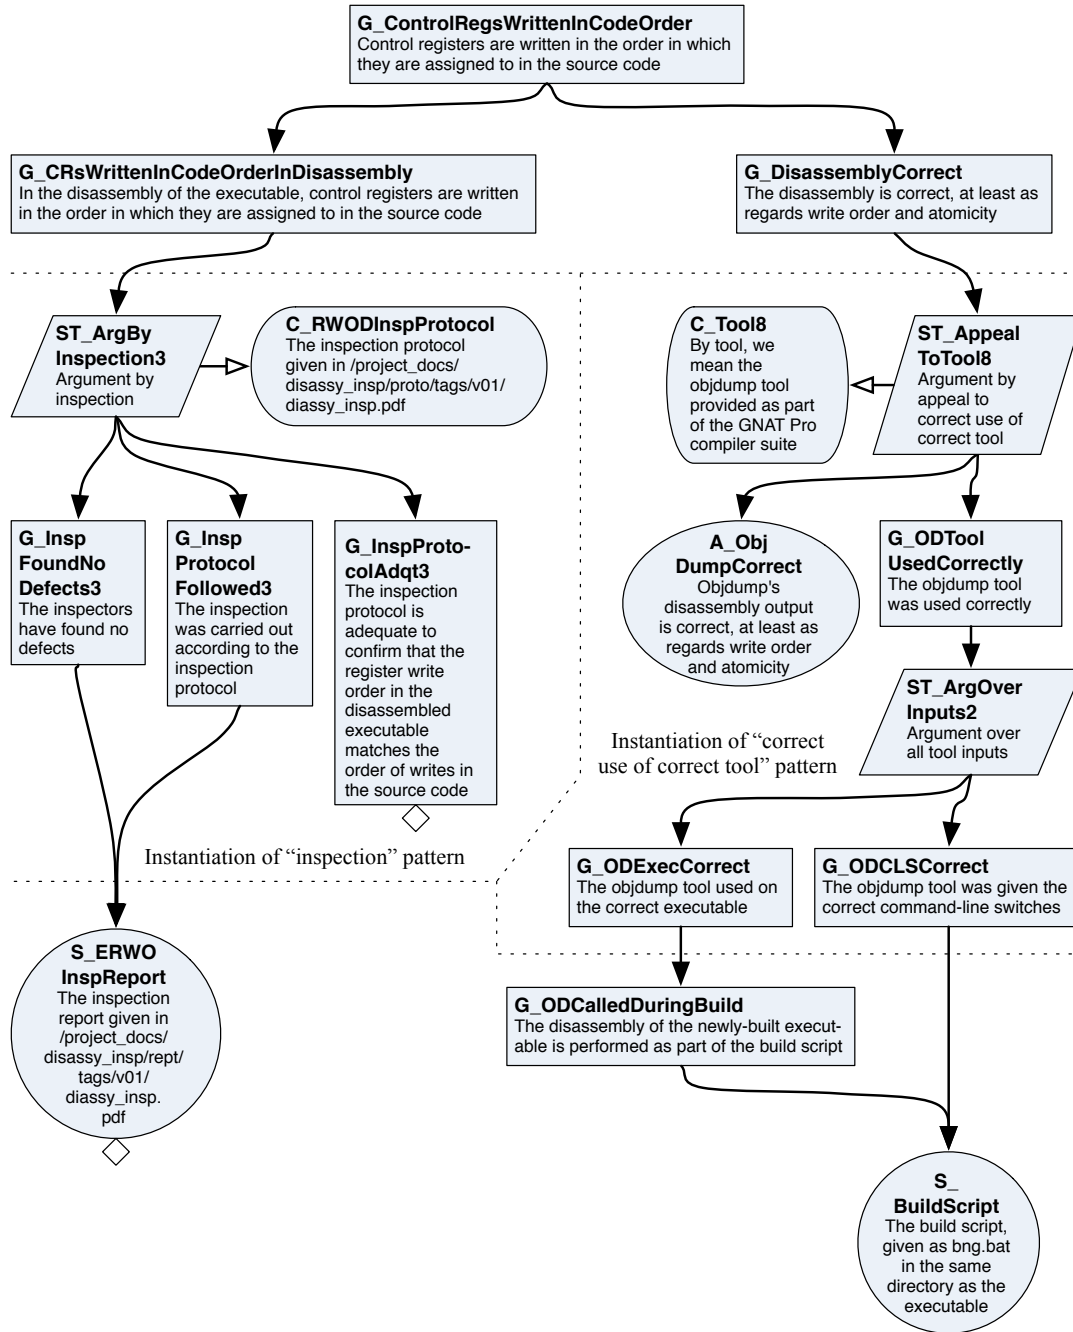 G_ControlRegsWrittenInCodeOrder
Control registers are written in the order in which
they are assigned to in the source code
G_CRsWrittenInCodeOrderInDisassembly
In the disassembly of the executable, control registers are written
in the order in which they are assigned to in the source code
G_DisassemblyCorrect
The disassembly is correct, at least as
regards write order and atomicity
ST_ArgBy
Inspection3
Argument by
inspection
C_RWODInspProtocol
The inspection protocol
given in /project_docs/
disassy_insp/proto/tags/v01/
diassy_insp.pdf
C_Tool8
By tool, we
mean the
objdump tool
provided as part
of the GNAT Pro
compiler suite
ST_Appeal
ToTool8
Argument by
appeal to
correct use of
correct tool
G_Insp
FoundNo
Defects3
The inspectors
have found no
defects
G_Insp
Protocol
Followed3
The inspection
was carried out
according to the
inspection
protocol
G_InspProto-
colAdqt3
The inspection
protocol is
adequate to
confirm that the
register write
order in the
disassembled
executable
matches the
order of writes in
the source code
A_Obj
DumpCorrect
Objdump's
disassembly output
is correct, at least as
regards write order
and atomicity
G_ODTool
UsedCorrectly
The objdump tool
was used correctly
ST_ArgOver
Inputs2
Argument over
all tool inputs
Instantiation of “correct
use of correct tool” pattern
Instantiation of “inspection” pattern
G_ODExecCorrect
The objdump tool used on
the correct executable
G_ODCLSCorrect
The objdump tool was given the
correct command-line switches
S_ERWO
InspReport
The inspection
report given in
/project_docs/
disassy_insp/rept/
tags/v01/
diassy_insp.
pdf
G_ODCalledDuringBuild
The disassembly of the newly-built execut-
able is performed as part of the build script
S_
BuildScript
The build script,
given as bng.bat
in the same
directory as the
executable